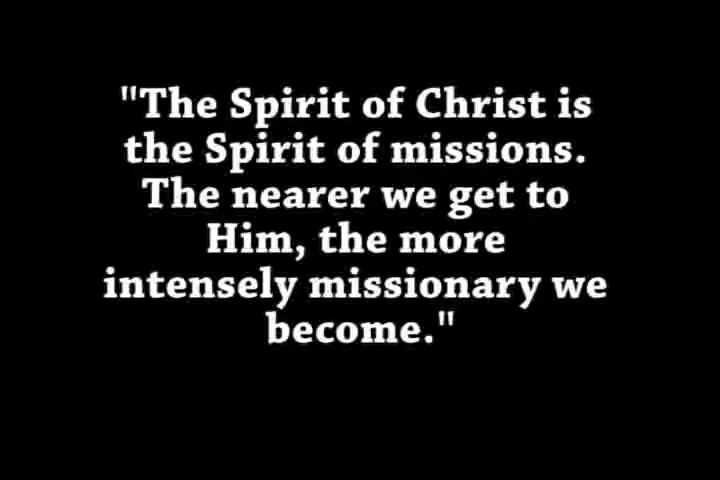 "The Spirit of Christ is
the Spirit of missions.
The nearer we get to
Him, the more
intensely missionary we
become."